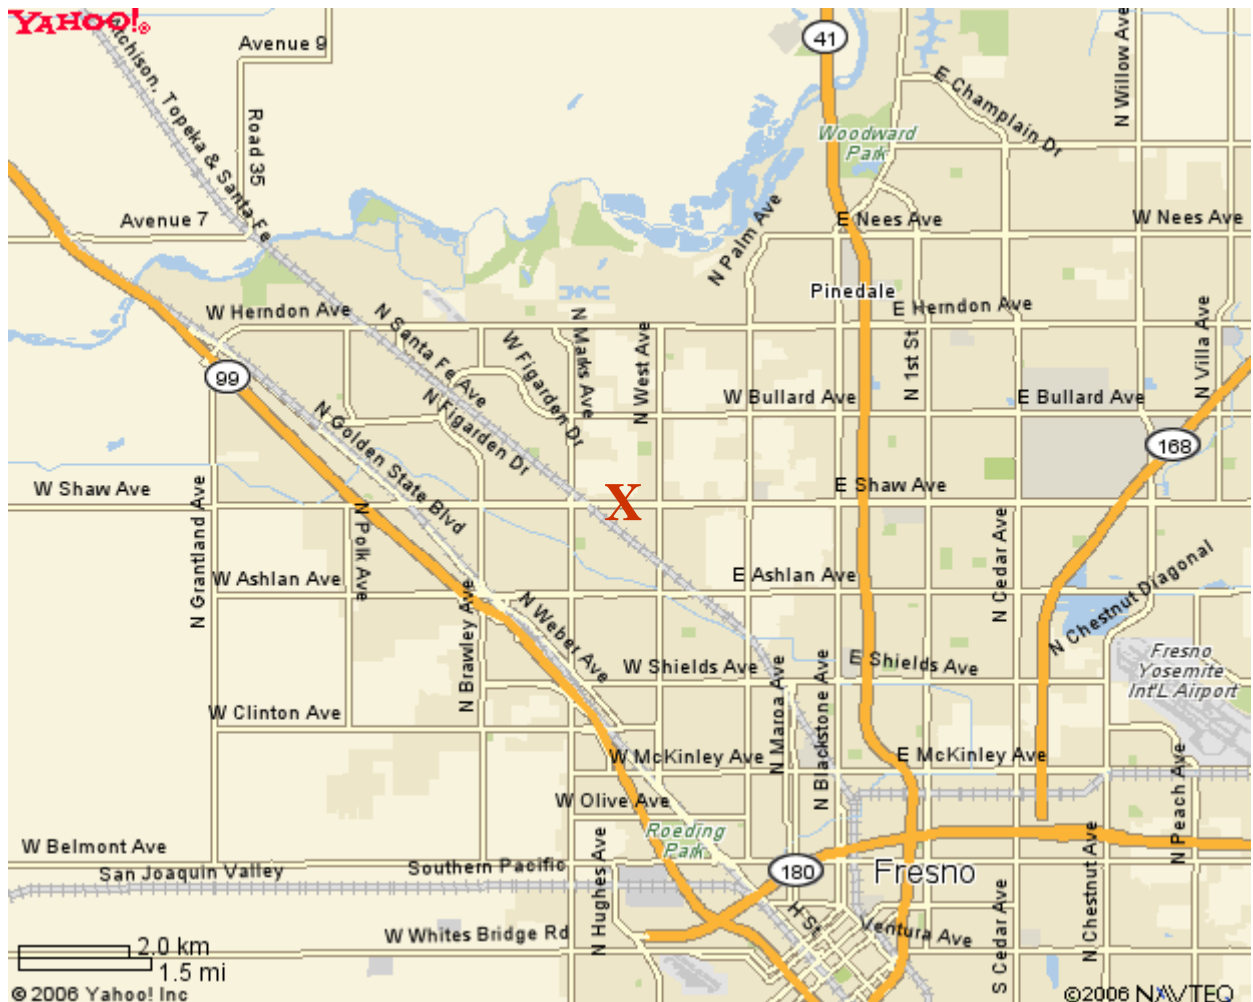 YAHOO!
Avenue 9
41
Atchison, Topeka & Santa Fe
Road 35
E Champlain Dr
N Willow Ave
Woodward
Park
Avenue 7
N Palm Ave
E Nees Ave
W Nees Ave
Pinedale
W Herndon Ave
E Herndon Ave
N Santa Fe Ave
W Figarden Dr
N Marks Ave
N West Ave
N 1st St
N Villa Ave
99
N Figarden Dr
W Bullard Ave
E Bullard Ave
N Golden State Blvd
168
W Shaw Ave
X
E Shaw Ave
N Grantland Ave
N Polk Ave
N Cedar Ave
W Ashlan Ave
E Ashlan Ave
N Chestnut Diagonal
N Brawley Ave
N Weber Ave
W Shields Ave
E Shields Ave
Fresno
Yosemite
Int'L Airport
N Maroa Ave
N Blackstone Ave
W Clinton Ave
W McKinley Ave
E McKinley Ave
N Peach Ave
W Olive Ave
Roeding
Park
W Belmont Ave
San Joaquin Valley
Southern Pacific
180
Fresno
N Hughes Ave
H St
Ventura Ave
S Cedar Ave
N Chestnut Ave
W Whites Bridge Rd
2.0 km
1.5 mi
© 2006 Yahoo! Inc
©2006 NAVTEQ